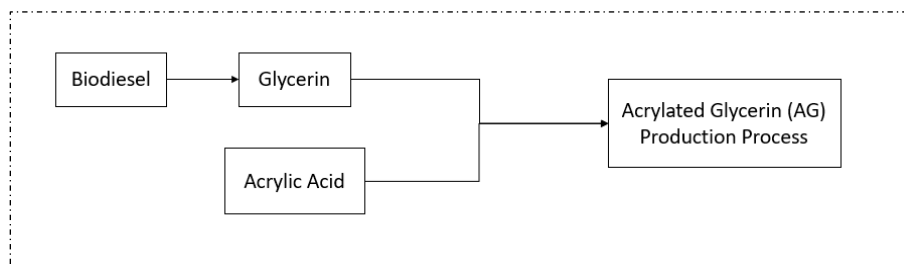 Biodiesel
Glycerin
Acrylic Acid
Acrylated Glycerin (AG)
Production Process